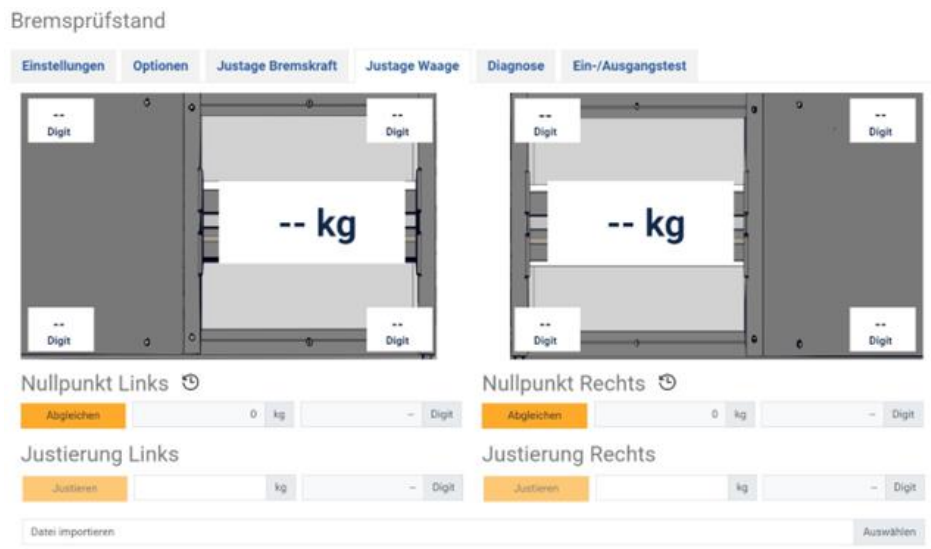 Bremsprüfstand
Einstellungen Optionen Justage Bremskraft Justage Waage Diagnose Ein-/Ausgangstest
-- -- -- --
Digit Digit Digit Digit
-- kg -- kg
-- -- -- --
Digit Digit Digit Digit
Nullpunkt Links Nullpunkt Rechts
Abgleichen 0 kg -- Digit Abgleichen 0 kg -- Digit
Justierung Links Justierung Rechts
Justieren kg -- Digit Justieren kg -- Digit
Datei importieren Auswählen